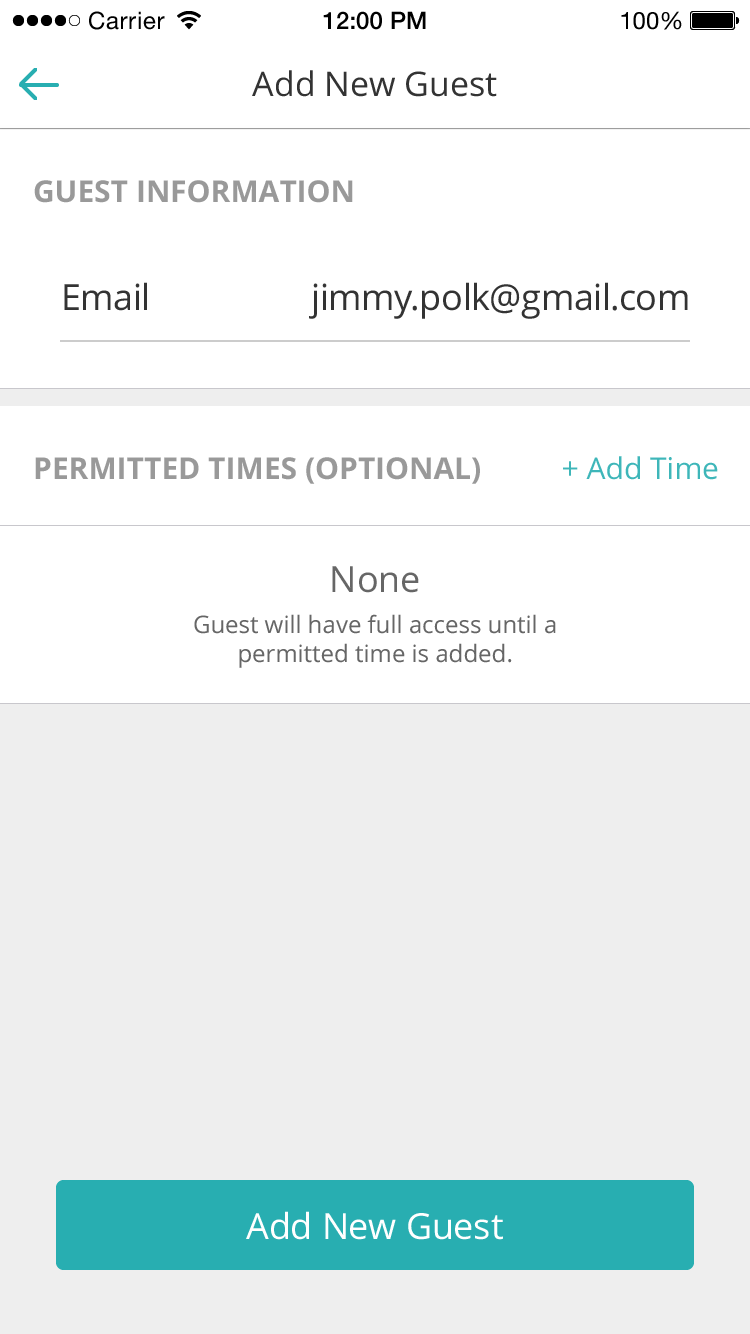 Carrier 12:00 PM 100%
Add New Guest
GUEST INFORMATION
Email jimmy.polk@gmail.com
PERMITTED TIMES (OPTIONAL) + Add Time
None
Guest will have full access until a
permitted time is added.
Add New Guest